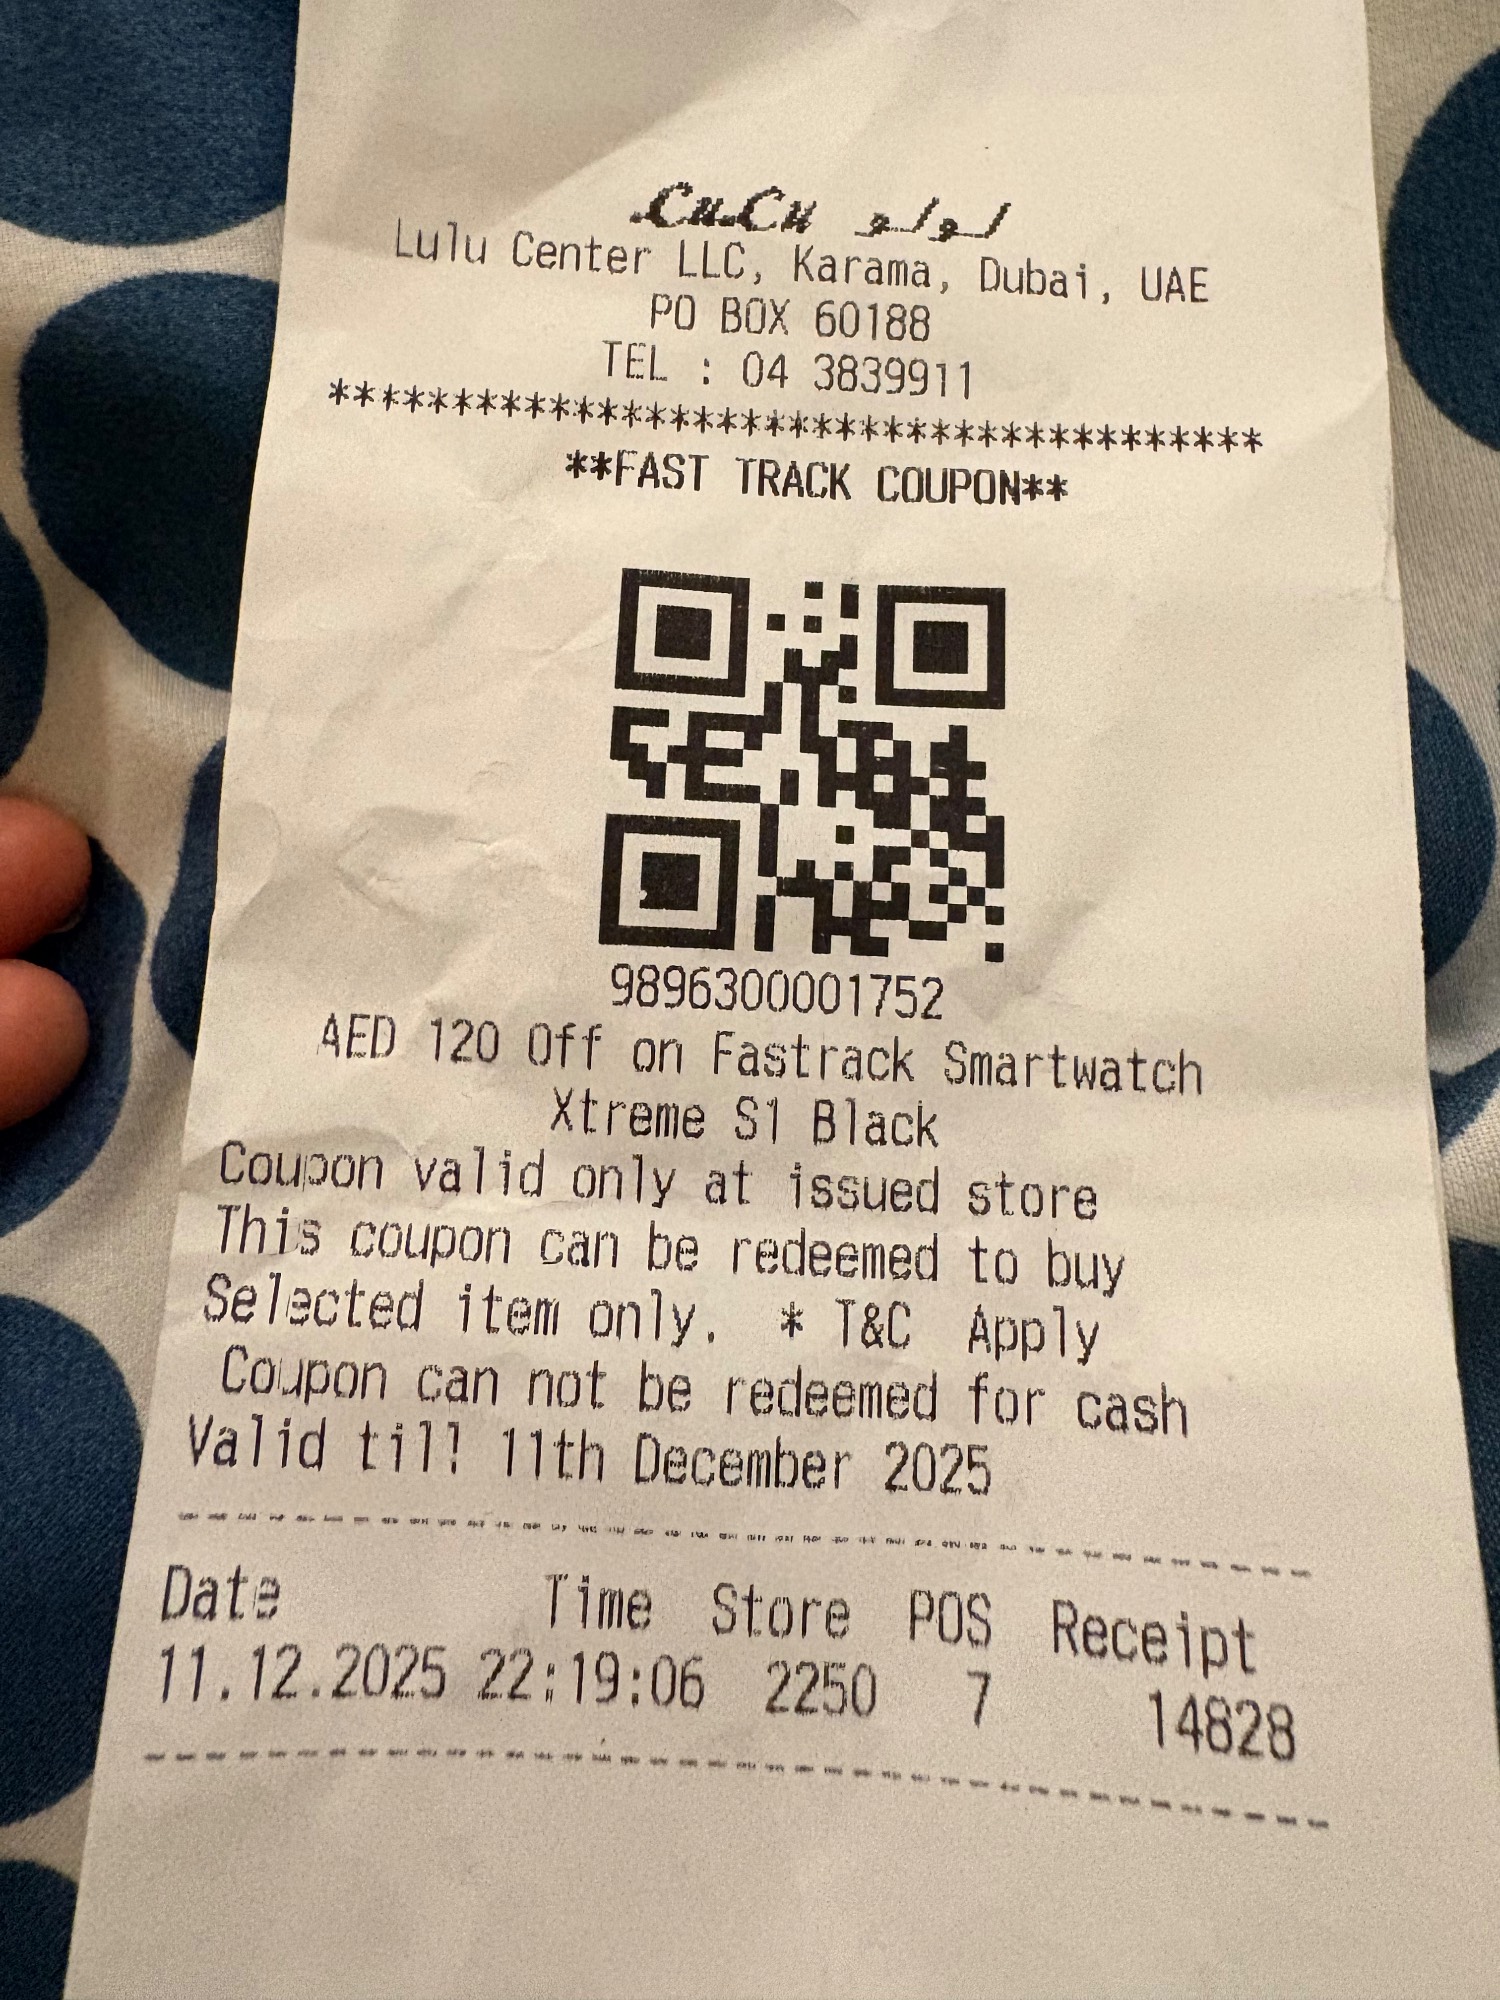 LuLu لولو
Lulu Center LLC, Karama, Dubai, UAE
PO BOX 60188
TEL : 04 3839911
***************************************
**FAST TRACK COUPON**
9896300001752
AED 120 Off on Fastrack Smartwatch
Xtreme S1 Black
Coupon valid only at issued store
This coupon can be redeemed to buy
Selected item only. * T&C Apply
Coupon can not be redeemed for cash
Valid till! 11th December 2025
Date Time Store POS Receipt
11.12.2025 22:19:06 2250 7 14828